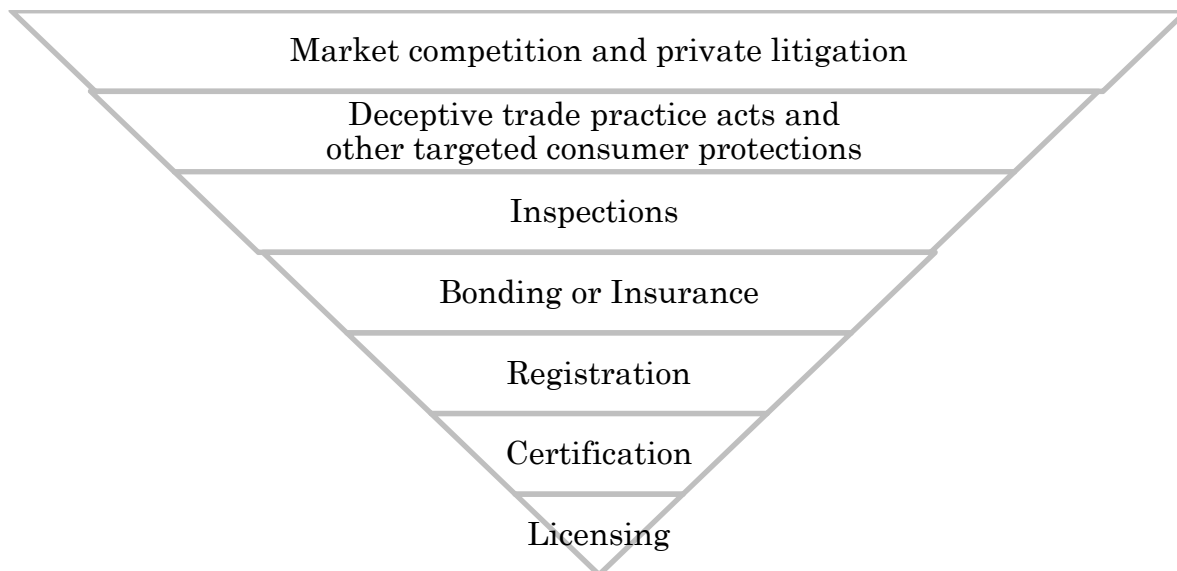 Market competition and private litigation
Deceptive trade practice acts and
other targeted consumer protections
Inspections
Bonding or Insurance
Registration
Certification
Licensing